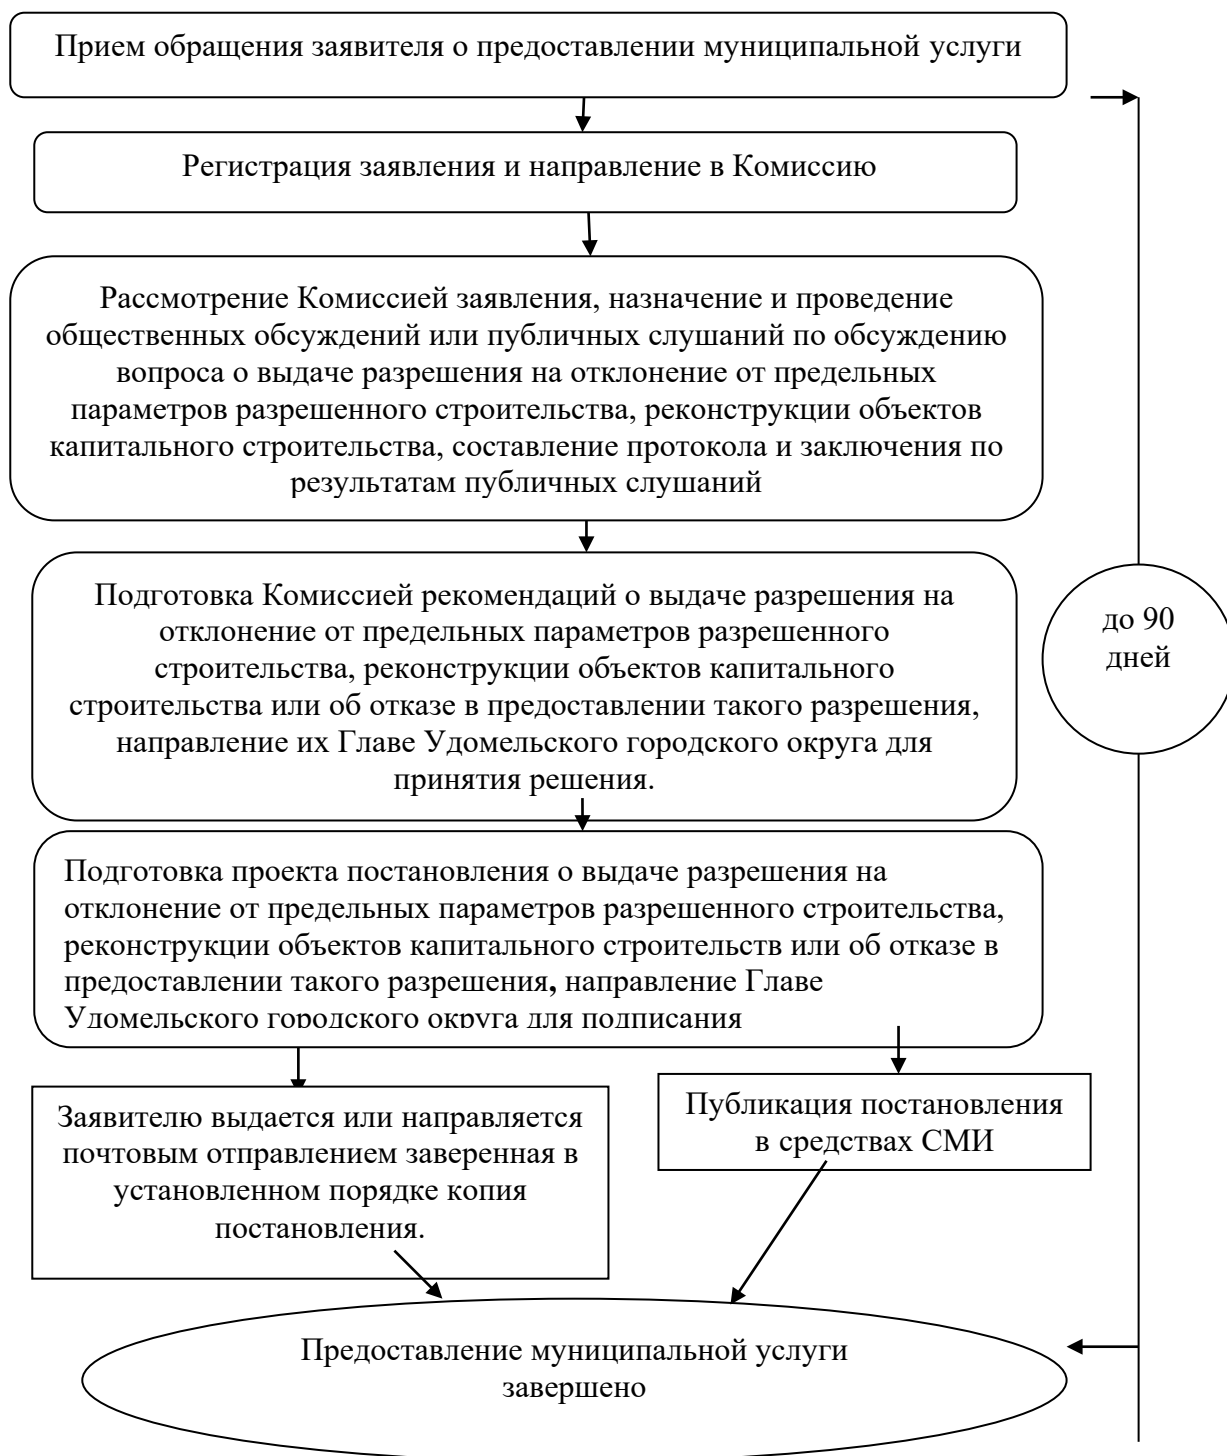 Прием обращения заявителя о предоставлении муниципальной услуги
Регистрация заявления и направление в Комиссию
Рассмотрение Комиссией заявления, назначение и проведение
общественных обсуждений или публичных слушаний по обсуждению
вопроса о выдаче разрешения на отклонение от предельных
параметров разрешенного строительства, реконструкции объектов
капитального строительства, составление протокола и заключения по
результатам публичных слушаний
Подготовка Комиссией рекомендаций о выдаче разрешения на
отклонение от предельных параметров разрешенного
строительства, реконструкции объектов капитального
строительства или об отказе в предоставлении такого разрешения,
направление их Главе Удомельского городского округа для
принятия решения.
до 90
дней
Подготовка проекта постановления о выдаче разрешения на
отклонение от предельных параметров разрешенного строительства,
реконструкции объектов капитального строительств или об отказе в
предоставлении такого разрешения, направление Главе
Удомельского городского округа для подписания
Заявителю выдается или направляется
почтовым отправлением заверенная в
установленном порядке копия
постановления.
Публикация постановления
в средствах СМИ
Предоставление муниципальной услуги
завершено